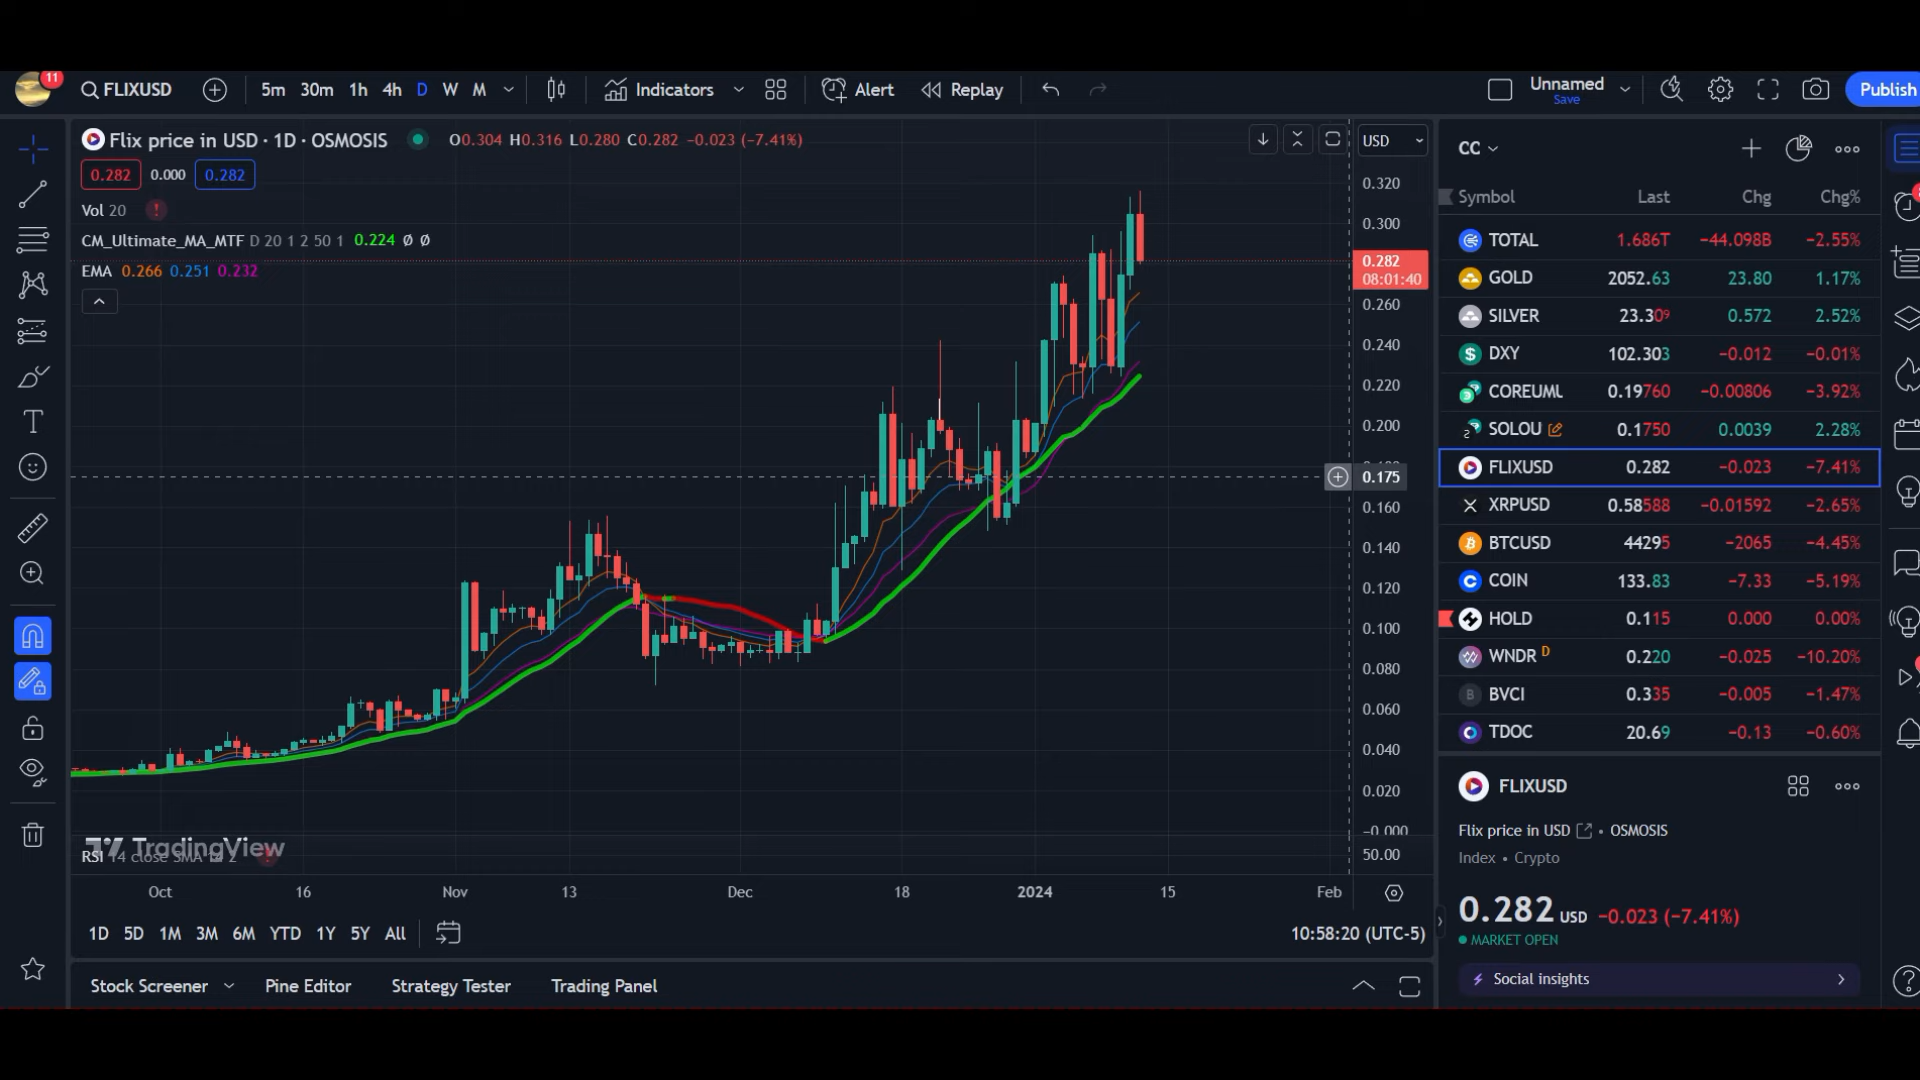 11 FLIXUSD 5m 30m 1h 4h D W M Indicators Alert Replay Unnamed Save Publish
Flix price in USD · 1D · OSMOSIS O0.304 H0.316 L0.280 C0.282 −0.023 (−7.41%)
0.282 0.000 0.282
Vol 20
CM_Ultimate_MA_MTF D 20 1 2 50 1 0.224 Ø Ø
EMA 0.266 0.251 0.232
USD
0.320
0.300
0.282
08:01:40
0.260
0.240
0.220
0.200
0.175
0.160
0.140
0.120
0.100
0.080
0.060
0.040
0.020
−0.000
50.00
TradingView
RSI 14 close SMA 14 2
Oct 16 Nov 13 Dec 18 2024 15 Feb
1D 5D 1M 3M 6M YTD 1Y 5Y All 10:58:20 (UTC-5)
Stock Screener Pine Editor Strategy Tester Trading Panel
CC
Symbol Last Chg Chg%
TOTAL 1.686T −44.098B −2.55%
GOLD 2052.63 23.80 1.17%
SILVER 23.309 0.572 2.52%
DXY 102.303 −0.012 −0.01%
COREUM 0.19760 −0.00806 −3.92%
SOLOU 0.1750 0.0039 2.28%
FLIXUSD 0.282 −0.023 −7.41%
XRPUSD 0.58588 −0.01592 −2.65%
BTCUSD 44295 −2065 −4.45%
COIN 133.83 −7.33 −5.19%
HOLD 0.115 0.000 0.00%
WNDR D 0.220 −0.025 −10.20%
BVCI 0.335 −0.005 −1.47%
TDOC 20.69 −0.13 −0.60%
FLIXUSD
Flix price in USD • OSMOSIS
Index • Crypto
0.282 USD −0.023 (−7.41%)
MARKET OPEN
Social insights